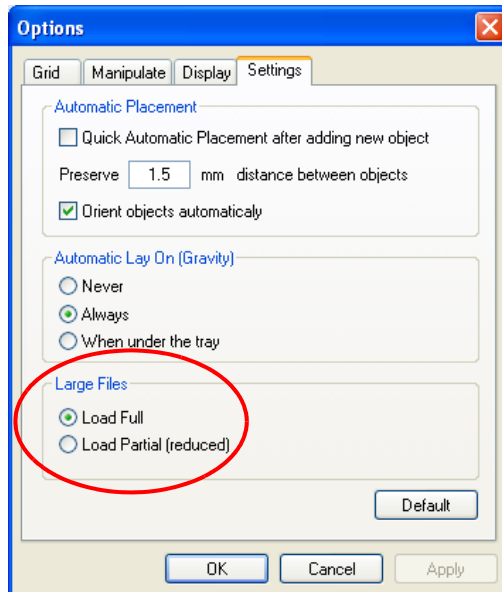 Options
Grid Manipulate Display Settings
Automatic Placement
Quick Automatic Placement after adding new object
Preserve 1.5 mm distance between objects
Orient objects automaticaly
Automatic Lay On (Gravity)
Never
Always
When under the tray
Large Files
Load Full
Load Partial (reduced)
Default
OK Cancel Apply